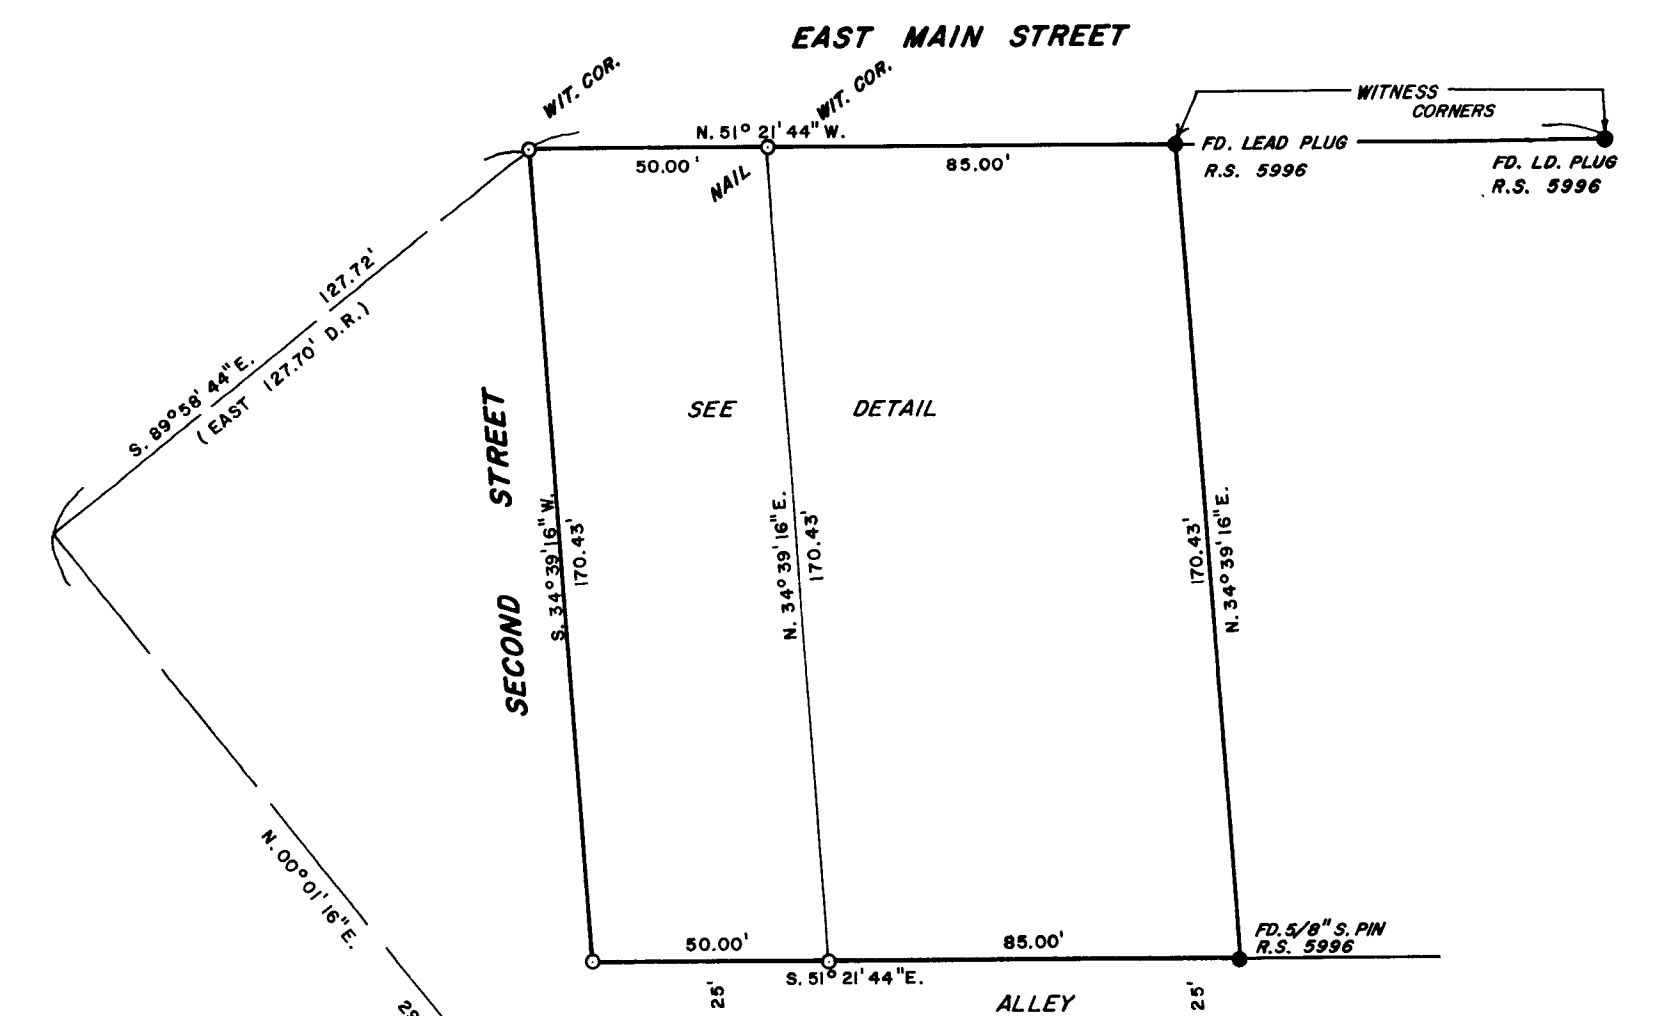 EAST MAIN STREET
WIT. COR.
WIT. COR.
WITNESS
CORNERS
N. 51° 21' 44" W.
50.00'
85.00'
NAIL
FD. LEAD PLUG
R.S. 5996
FD. LD. PLUG
R.S. 5996
127.72'
S. 89° 58' 44" E.
(EAST 127.70' D.R.)
SEE DETAIL
SECOND STREET
S. 34° 39' 16" W.
170.43'
N. 34° 39' 16" E.
170.43'
170.43'
N. 34° 39' 16" E.
N. 00° 01' 16" E.
50.00'
85.00'
FD. 5/8" S. PIN
R.S. 5996
S. 51° 21' 44" E.
25'
ALLEY
25'